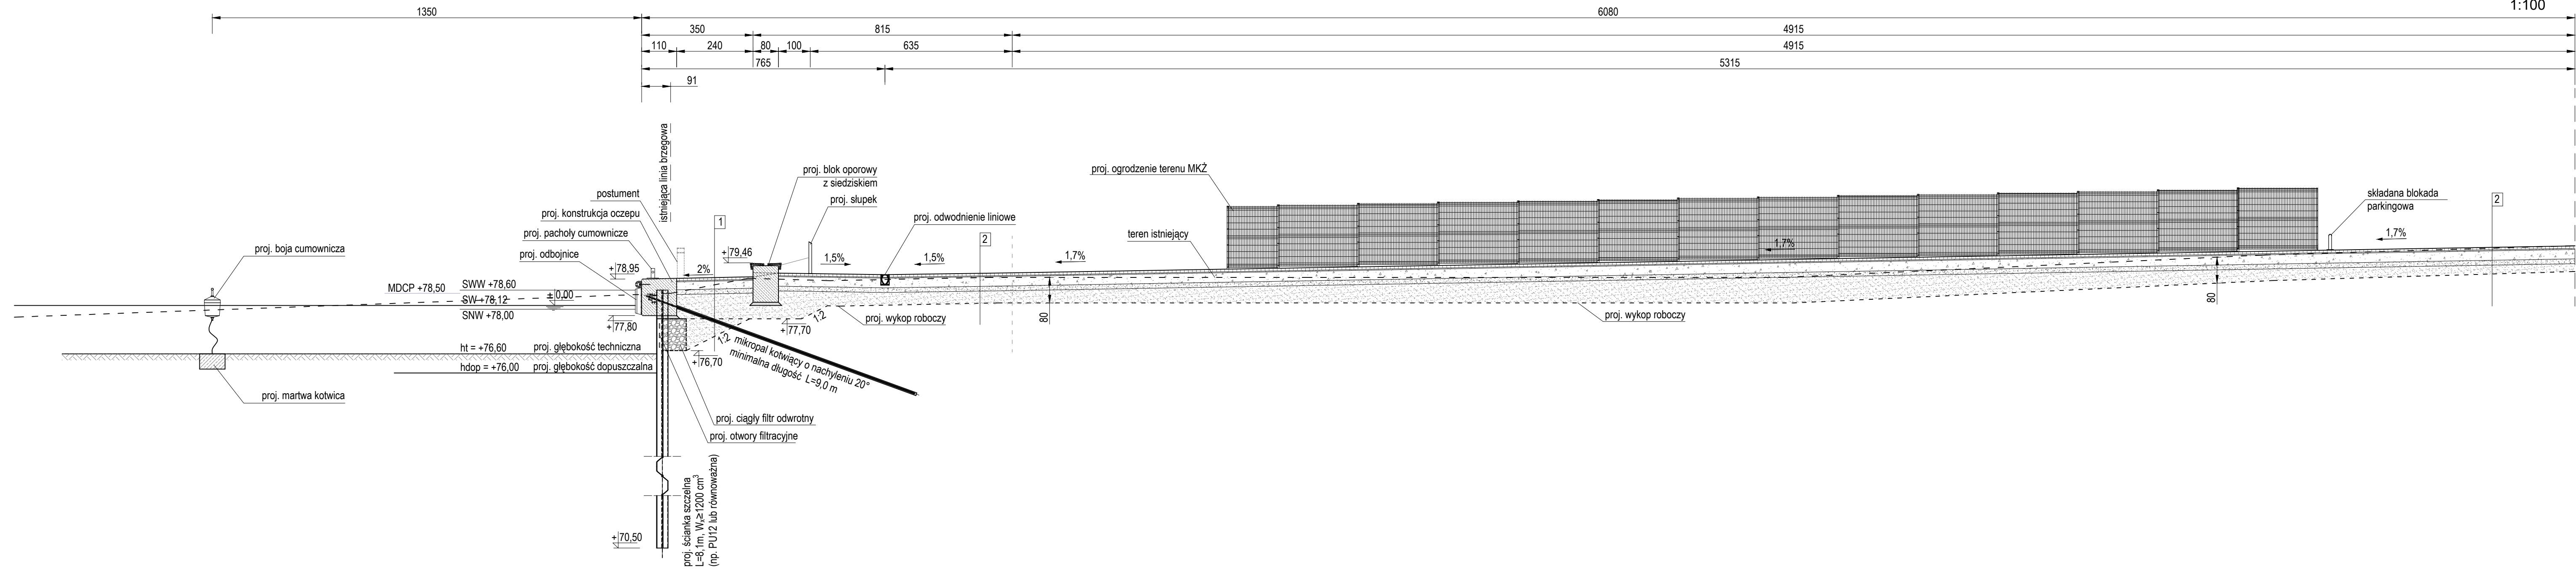 1:100
1350
6080
350
815
4915
110
240
80
100
635
4915
765
5315
91
istniejąca linia brzegowa
proj. blok oporowy
z siedziskiem
proj. słupek
postument
proj. konstrukcja oczepu
proj. pachoły cumownicze
proj. odbojnice
proj. boja cumownicza
proj. odwodnienie liniowe
proj. ogrodzenie terenu MKŻ
teren istniejący
składana blokada
parkingowa
1
2
2
+79,46
+78,95
2%
1,5%
1,5%
1,7%
1,7%
1,7%
MDCP +78,50
SWW +78,60
SW +78,12
± 0,00
SNW +78,00
+77,80
+77,70
1:2
1:2
+76,70
80
80
proj. wykop roboczy
proj. wykop roboczy
ht = +76,60
proj. głębokość techniczna
hdop = +76,00
proj. głębokość dopuszczalna
mikropal kotwiący o nachyleniu 20°
minimalna długość L=9,0 m
proj. martwa kotwica
proj. ciągły filtr odwrotny
proj. otwory filtracyjne
+70,50
proj. ścianka szczelna
L=8,1m, Wₓ≥1200 cm³
(np. PU12 lub równoważna)